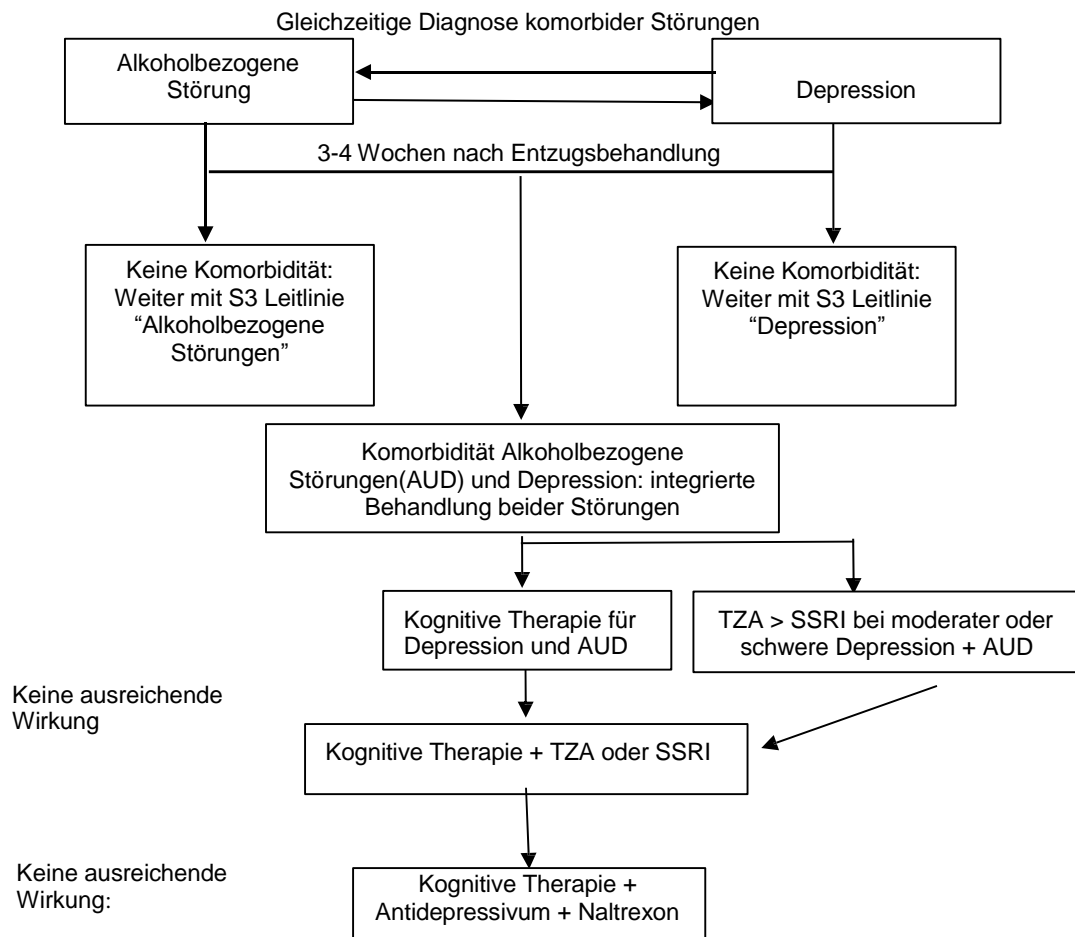 Gleichzeitige Diagnose komorbider Störungen
Alkoholbezogene
Störung
Depression
3-4 Wochen nach Entzugsbehandlung
Keine Komorbidität:
Weiter mit S3 Leitlinie
“Alkoholbezogene
Störungen”
Keine Komorbidität:
Weiter mit S3 Leitlinie
“Depression”
Komorbidität Alkoholbezogene
Störungen(AUD) und Depression: integrierte
Behandlung beider Störungen
Kognitive Therapie für
Depression und AUD
TZA > SSRI bei moderater oder
schwere Depression + AUD
Keine ausreichende
Wirkung
Kognitive Therapie + TZA oder SSRI
Keine ausreichende
Wirkung:
Kognitive Therapie +
Antidepressivum + Naltrexon